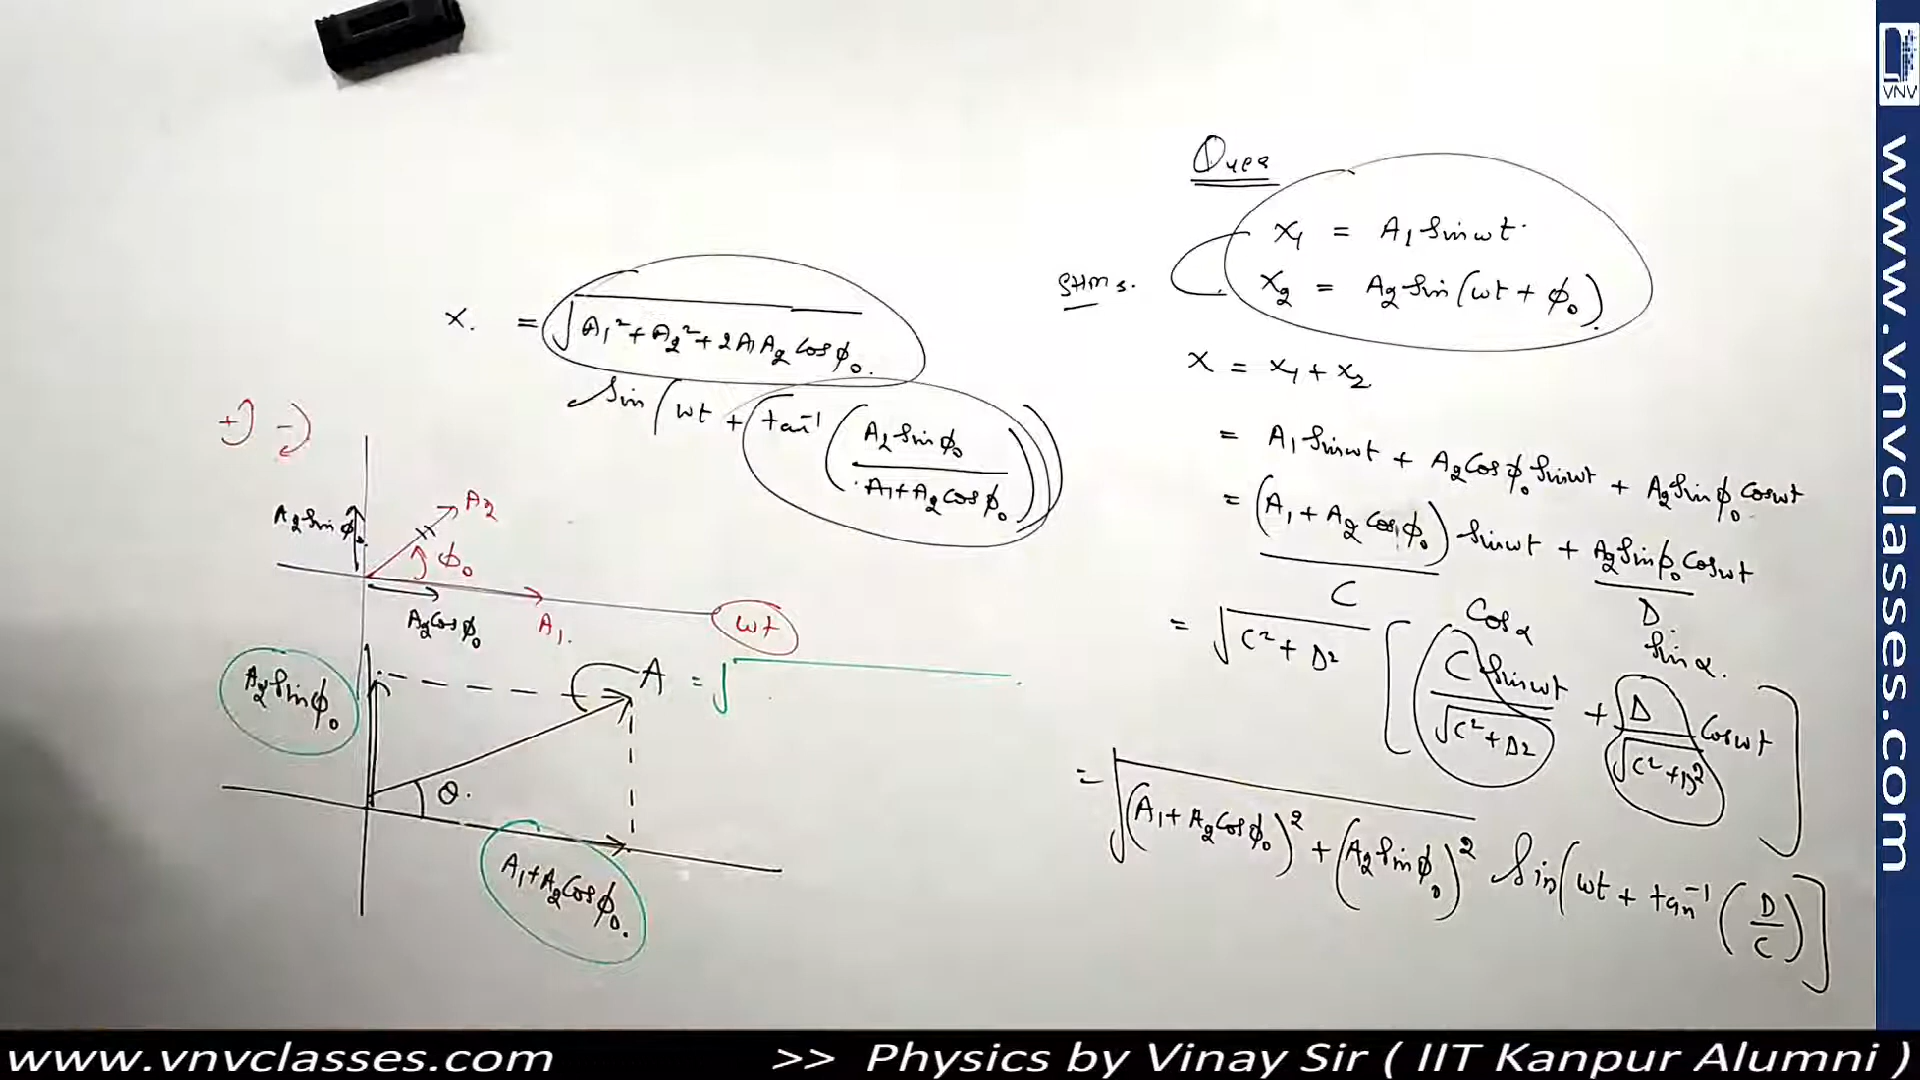 Ques
x₁ = A₁ sin ωt
x₂ = A₂ sin (ωt + φ₀)
SHMs.
x = x₁ + x₂
= A₁ sin ωt + A₂ cos φ₀ sin ωt + A₂ sin φ₀ cos ωt
= (A₁ + A₂ cos φ₀) sin ωt + A₂ sin φ₀ cos ωt
C D
cos α sin α.
= √(C² + D²) [ C sin ωt / √(C² + D²) + D / √(C² + D²) cos ωt ]
= √((A₁ + A₂ cos φ₀)² + (A₂ sin φ₀)²) sin (ωt + tan⁻¹ (D/C)]
x. = √(A₁² + A₂² + 2A₁A₂ cos φ₀.)
sin (ωt + tan⁻¹ (A₂ sin φ₀ / A₁ + A₂ cos φ₀))
+) -)
A₂
A₂ sin φ₀
φ₀
A₂ cos φ₀
A₁.
ωt
A = √
A₂ sin φ₀
θ.
A₁ + A₂ cos φ₀.
VNV
www.vnvclasses.com
www.vnvclasses.com >> Physics by Vinay Sir ( IIT Kanpur Alumni )